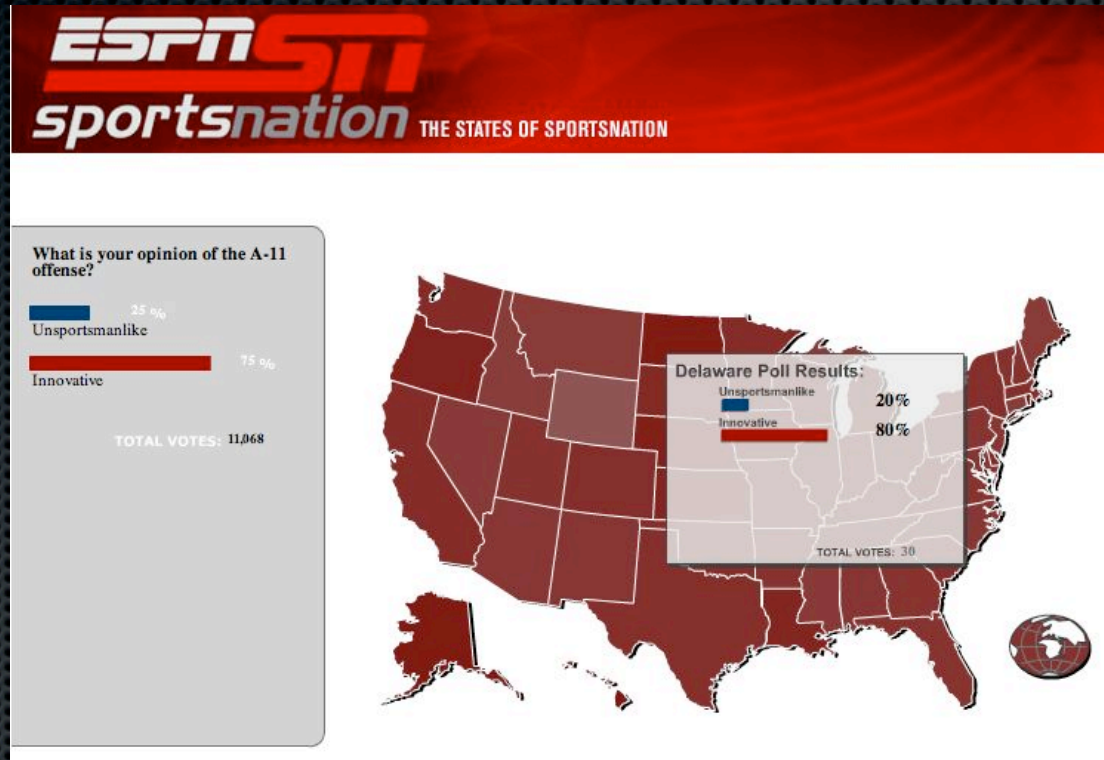 ESPN SN
sportsnation THE STATES OF SPORTSNATION
What is your opinion of the A-11
offense?
25 %
Unsportsmanlike
75 %
Innovative
TOTAL VOTES: 11,068
Delaware Poll Results:
Unsportsmanlike
20%
Innovative
80%
TOTAL VOTES: 30